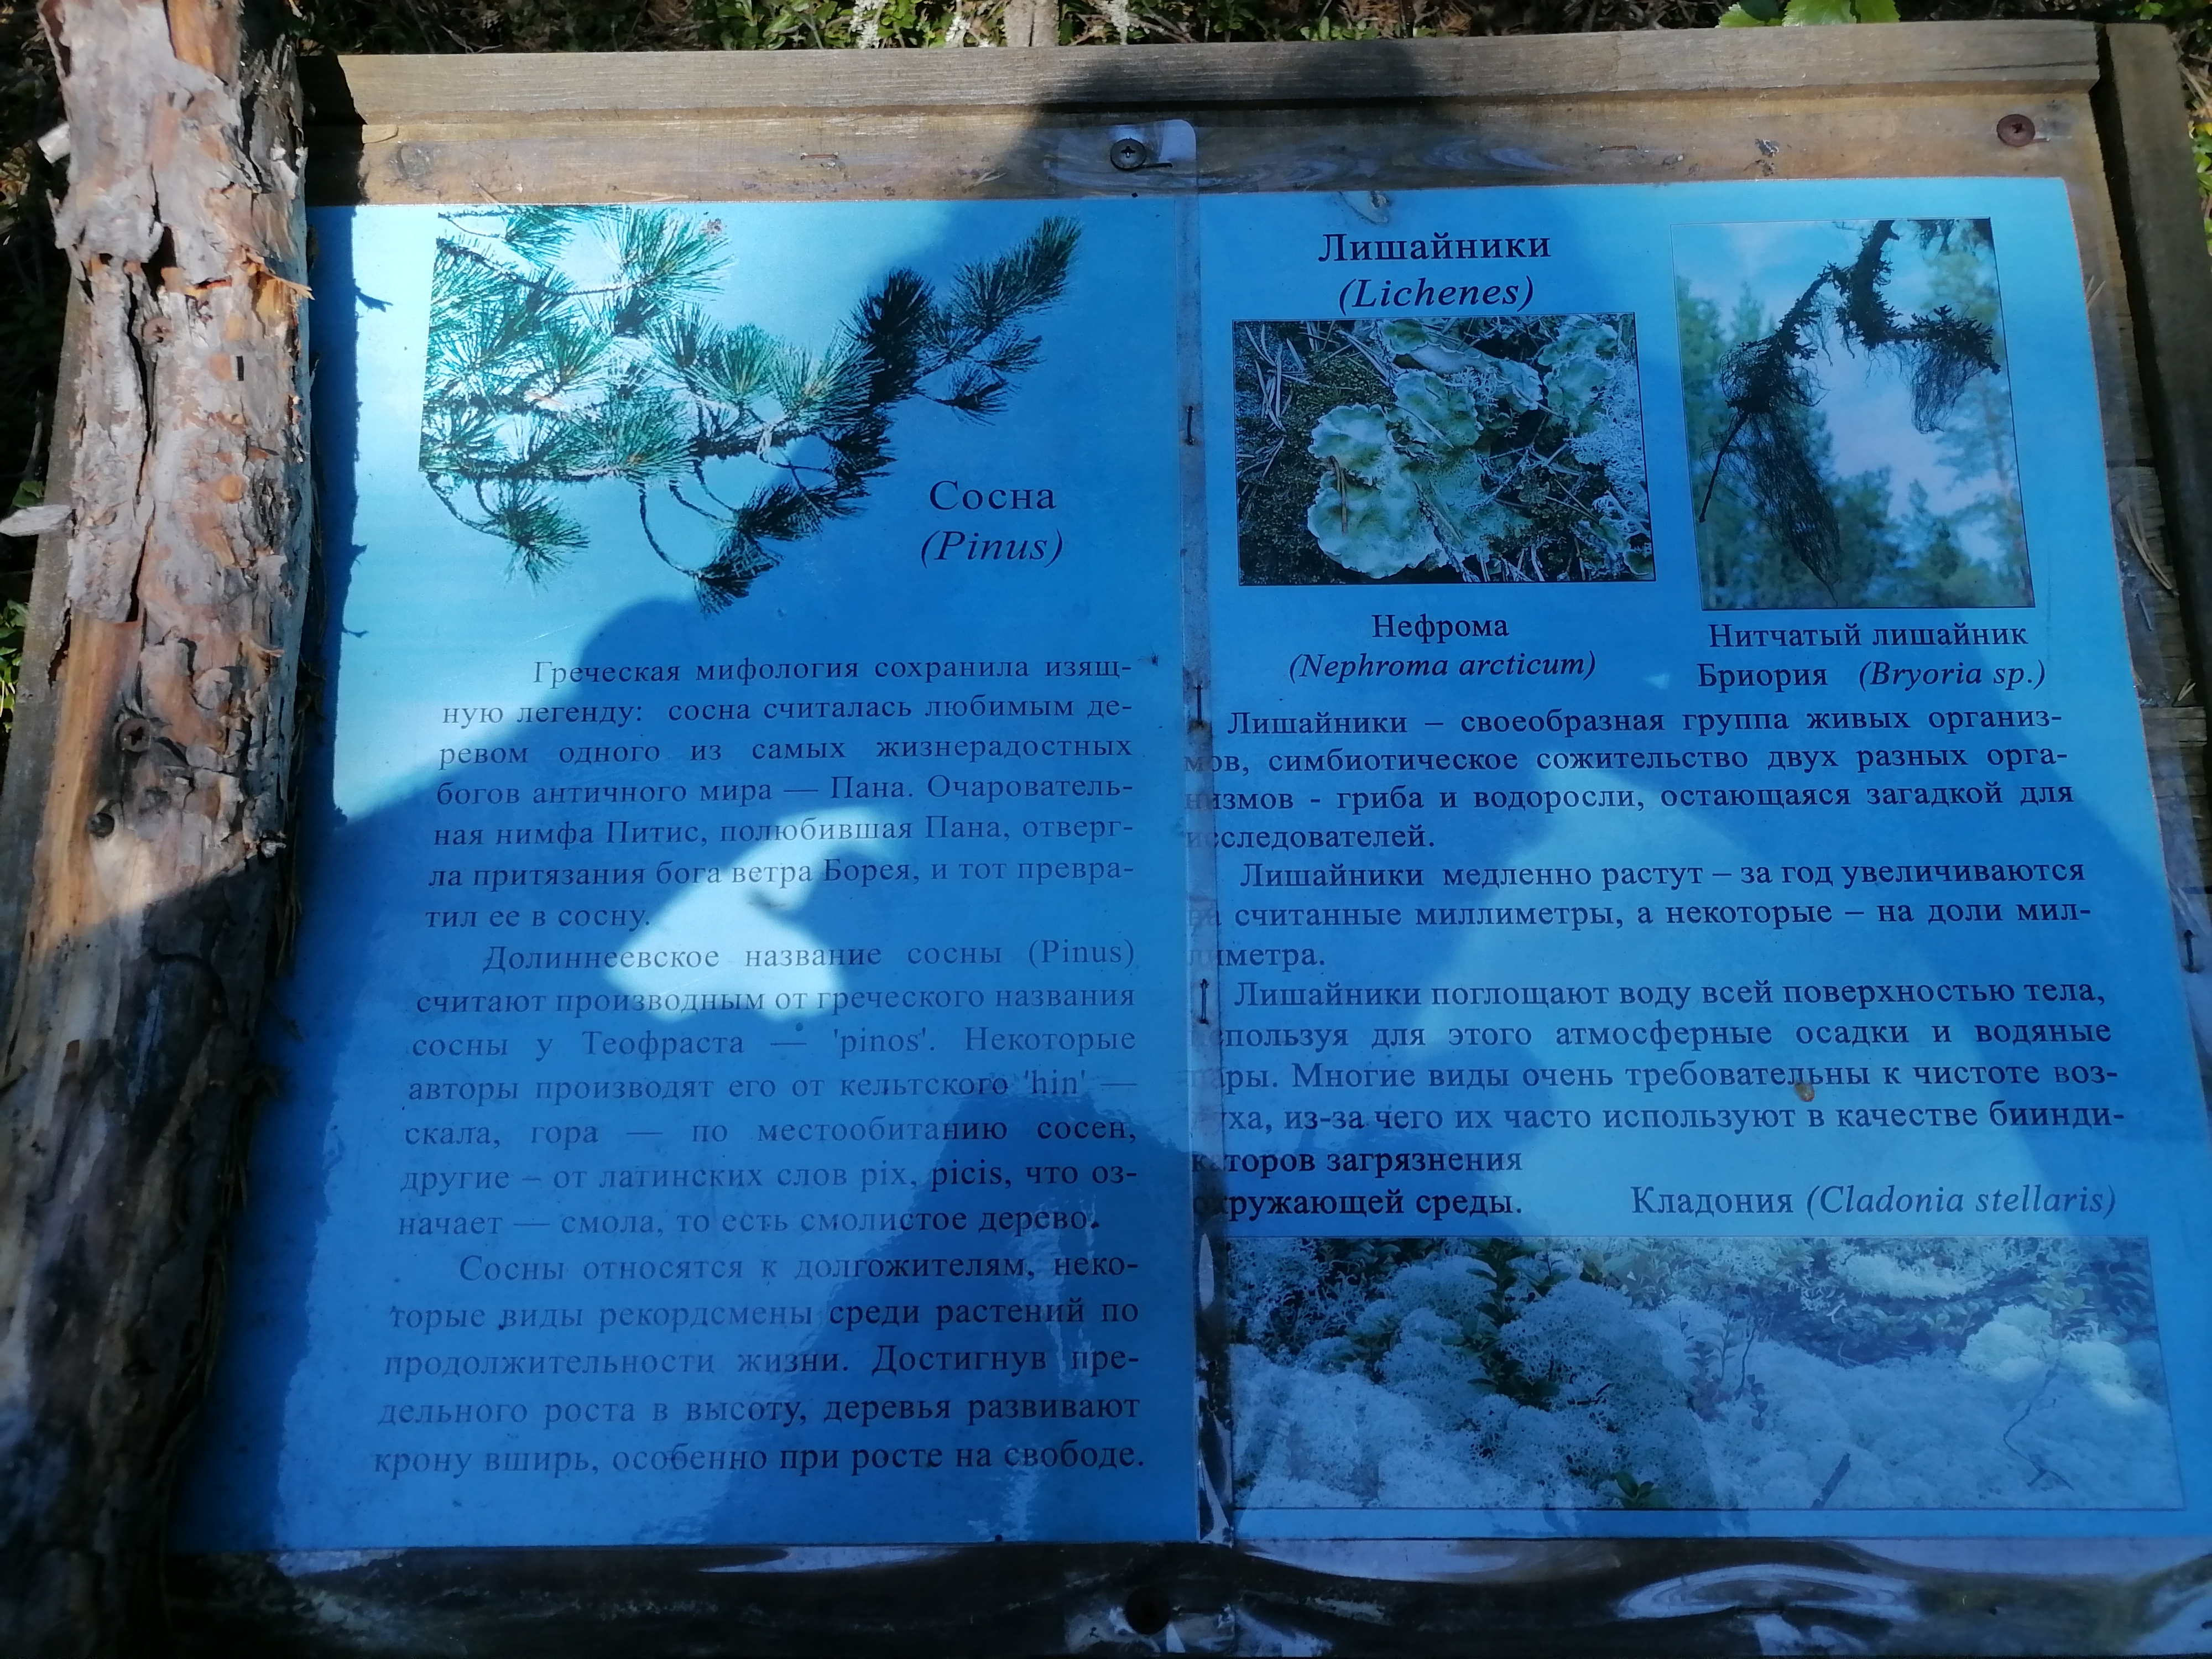 Сосна
(Pinus)
Греческая мифология сохранила изящ-
ную легенду: сосна считалась любимым де-
ревом одного из самых жизнерадостных
богов античного мира — Пана. Очарователь-
ная нимфа Питис, полюбившая Пана, отверг-
ла притязания бога ветра Борея, и тот превра-
тил ее в сосну.
Долиннеевское название сосны (Pinus)
считают производным от греческого названия
сосны у Теофраста — 'pinos'. Некоторые
авторы производят его от кельтского 'hin' —
скала, гора — по местообитанию сосен,
другие – от латинских слов pix, picis, что оз-
начает — смола, то есть смолистое дерево.
Сосны относятся к долгожителям, неко-
торые виды рекордсмены среди растений по
продолжительности жизни. Достигнув пре-
дельного роста в высоту, деревья развивают
крону вширь, особенно при росте на свободе.
Лишайники
(Lichenes)
Нефрома
(Nephroma arcticum)
Нитчатый лишайник
Бриория (Bryoria sp.)
Лишайники – своеобразная группа живых организ-
мов, симбиотическое сожительство двух разных орга-
низмов - гриба и водоросли, остающаяся загадкой для
исследователей.
Лишайники медленно растут – за год увеличиваются
на считанные миллиметры, а некоторые – на доли мил-
лиметра.
Лишайники поглощают воду всей поверхностью тела,
используя для этого атмосферные осадки и водяные
пары. Многие виды очень требовательны к чистоте воз-
духа, из-за чего их часто используют в качестве биинди-
каторов загрязнения
окружающей среды.
Кладония (Cladonia stellaris)